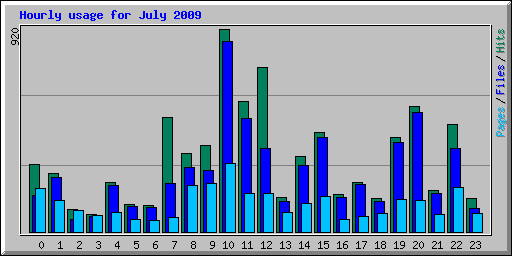 Hourly usage for July 2009
920
Pages/Files/Hits
0 1 2 3 4 5 6 7 8 9 10 11 12 13 14 15 16 17 18 19 20 21 22 23